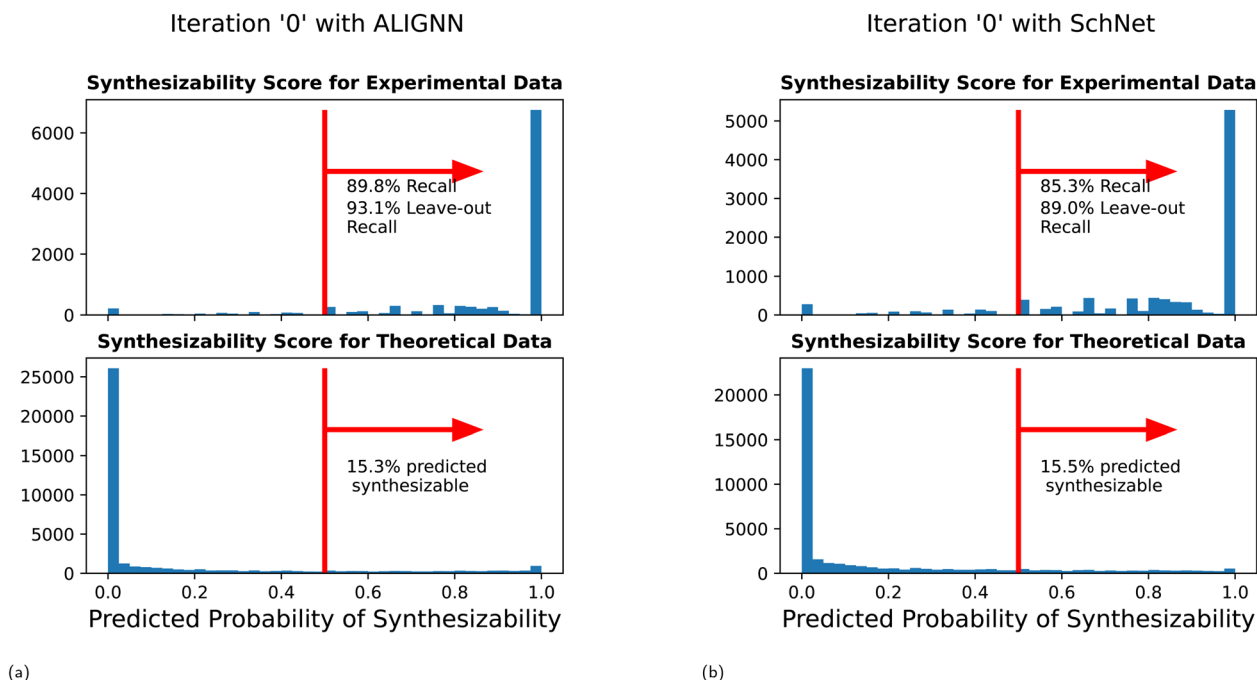 Iteration '0' with ALIGNN
Synthesizability Score for Experimental Data
6000
4000
2000
0
89.8% Recall
93.1% Leave-out
Recall
Synthesizability Score for Theoretical Data
25000
20000
15000
10000
5000
0
15.3% predicted
synthesizable
0.0 0.2 0.4 0.6 0.8 1.0
Predicted Probability of Synthesizability
(a)
Iteration '0' with SchNet
Synthesizability Score for Experimental Data
5000
4000
3000
2000
1000
0
85.3% Recall
89.0% Leave-out
Recall
Synthesizability Score for Theoretical Data
20000
15000
10000
5000
0
15.5% predicted
synthesizable
0.0 0.2 0.4 0.6 0.8 1.0
Predicted Probability of Synthesizability
(b)